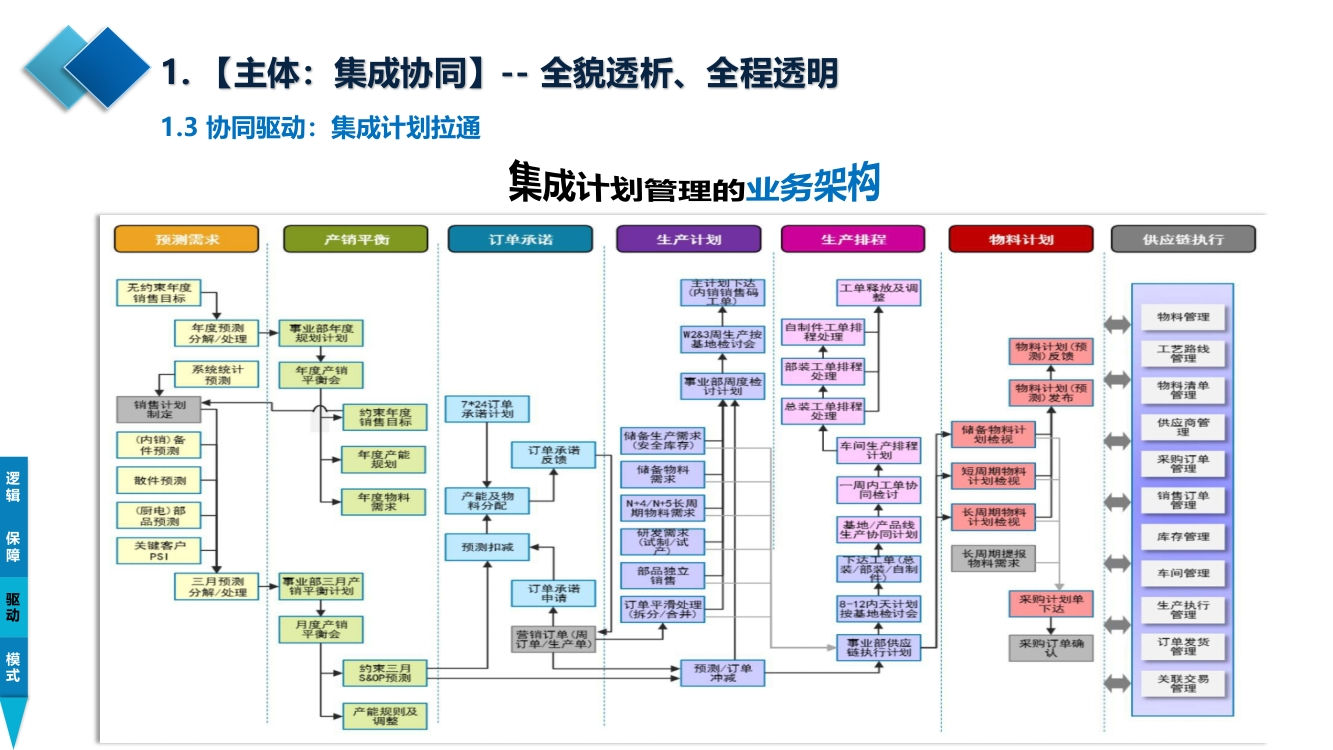 1. 【主体：集成协同】-- 全貌透析、全程透明
1.3 协同驱动：集成计划拉通
集成计划管理的业务架构
预测需求
产销平衡
订单承诺
生产计划
生产排程
物料计划
供应链执行
无约束年度
销售目标
年度预测
分解/处理
系统统计
预测
销售计划
制定
(内销)备
件预测
散件预测
(厨电)部
品预测
关键客户
PSI
三月预测
分解/处理
事业部年度
规划计划
年度产销
平衡会
约束年度
销售目标
年度产能
规划
年度物料
需求
事业部三月产
销平衡计划
月度产销
平衡会
约束三月
S&OP预测
产能规则及
调整
7*24订单
承诺计划
订单承诺
反馈
产能及物
料分配
预测扣减
订单承诺
申请
营销订单(周
订单/生产单)
主计划下达
(内销销售码
工单)
W2&3周生产按
基地检讨会
事业部周度检
讨计划
储备生产需求
(安全库存)
储备物料
需求
N+4/N+5长周
期物料需求
研发需求
(试制/试
产)
部品独立
销售
订单平滑处理
(拆分/合并)
预测/订单
冲减
工单释放及调
整
自制件工单排
程处理
部装工单排程
处理
总装工单排程
处理
车间生产排程
计划
一周内工单协
同检讨
基地/产品线
生产协同计划
下达工单(总
装/部装/自制
件)
8-12内天计划
按基地检讨会
事业部供应
链执行计划
物料计划(预
测)反馈
物料计划(预
测)发布
储备物料计
划检视
短周期物料
计划检视
长周期物料
计划检视
长周期提报
物料需求
采购计划单
下达
采购订单确
认
物料管理
工艺路线
管理
物料清单
管理
供应商管
理
采购订单
管理
销售订单
管理
库存管理
车间管理
生产执行
管理
订单发货
管理
关联交易
管理
逻
辑
保
障
驱
动
模
式